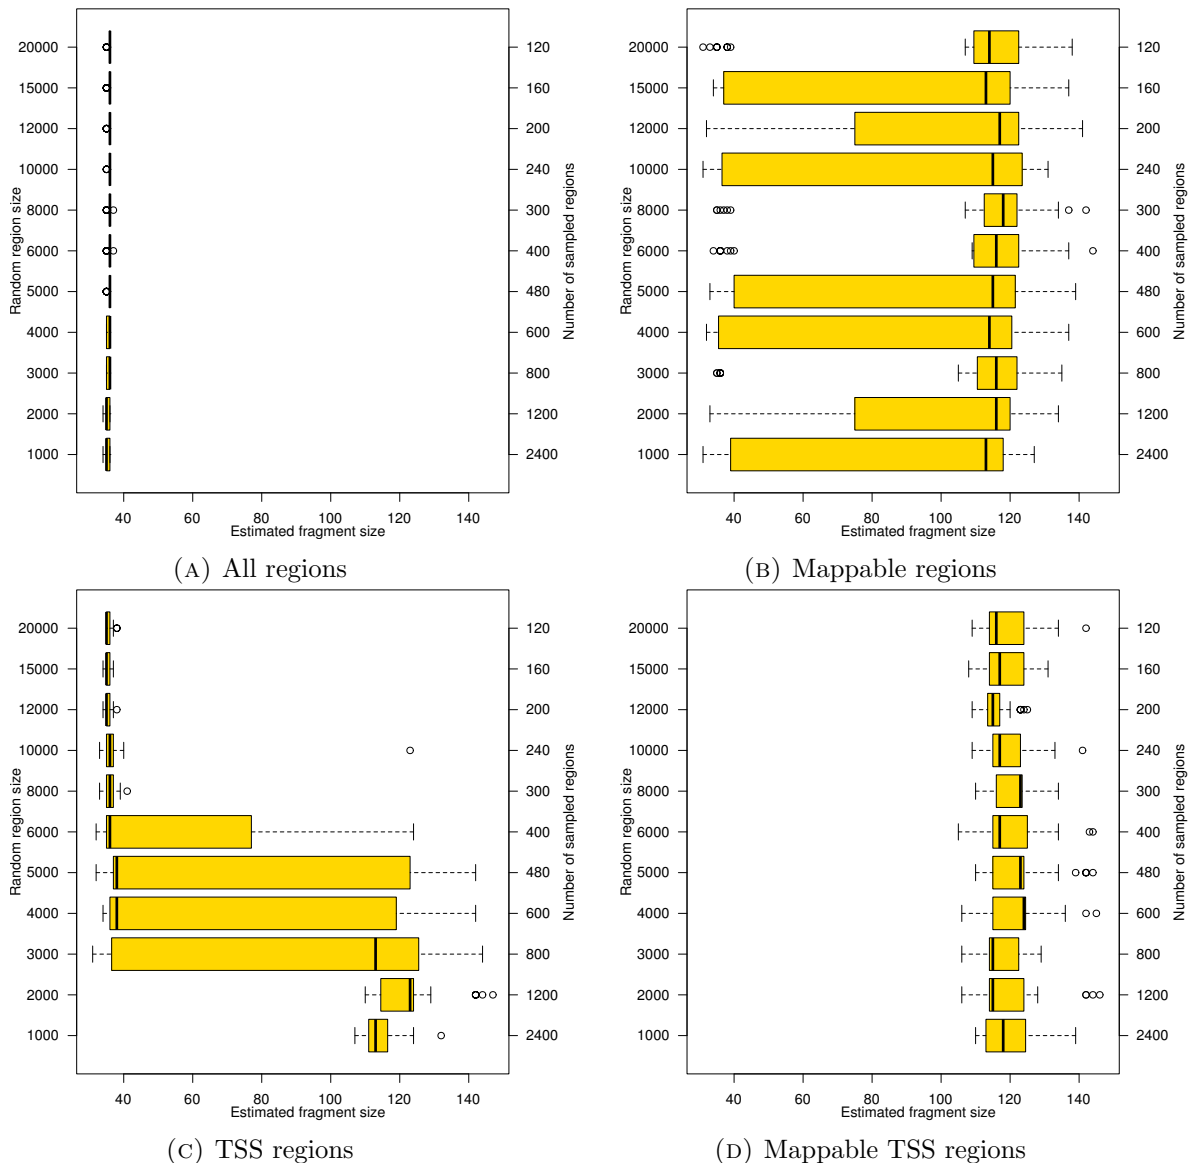 20000 120 20000 120
15000 160 15000 160
12000 200 12000 200
10000 240 10000 240
8000 300 8000 300
6000 400 6000 400
5000 480 5000 480
4000 600 4000 600
3000 800 3000 800
2000 1200 2000 1200
1000 2400 1000 2400
Random region size
Number of sampled regions
Random region size
Number of sampled regions
40 60 80 100 120 140 40 60 80 100 120 140
Estimated fragment size Estimated fragment size
(A) All regions (B) Mappable regions
20000 120 20000 120
15000 160 15000 160
12000 200 12000 200
10000 240 10000 240
8000 300 8000 300
6000 400 6000 400
5000 480 5000 480
4000 600 4000 600
3000 800 3000 800
2000 1200 2000 1200
1000 2400 1000 2400
Random region size
Number of sampled regions
Random region size
Number of sampled regions
40 60 80 100 120 140 40 60 80 100 120 140
Estimated fragment size Estimated fragment size
(C) TSS regions (D) Mappable TSS regions